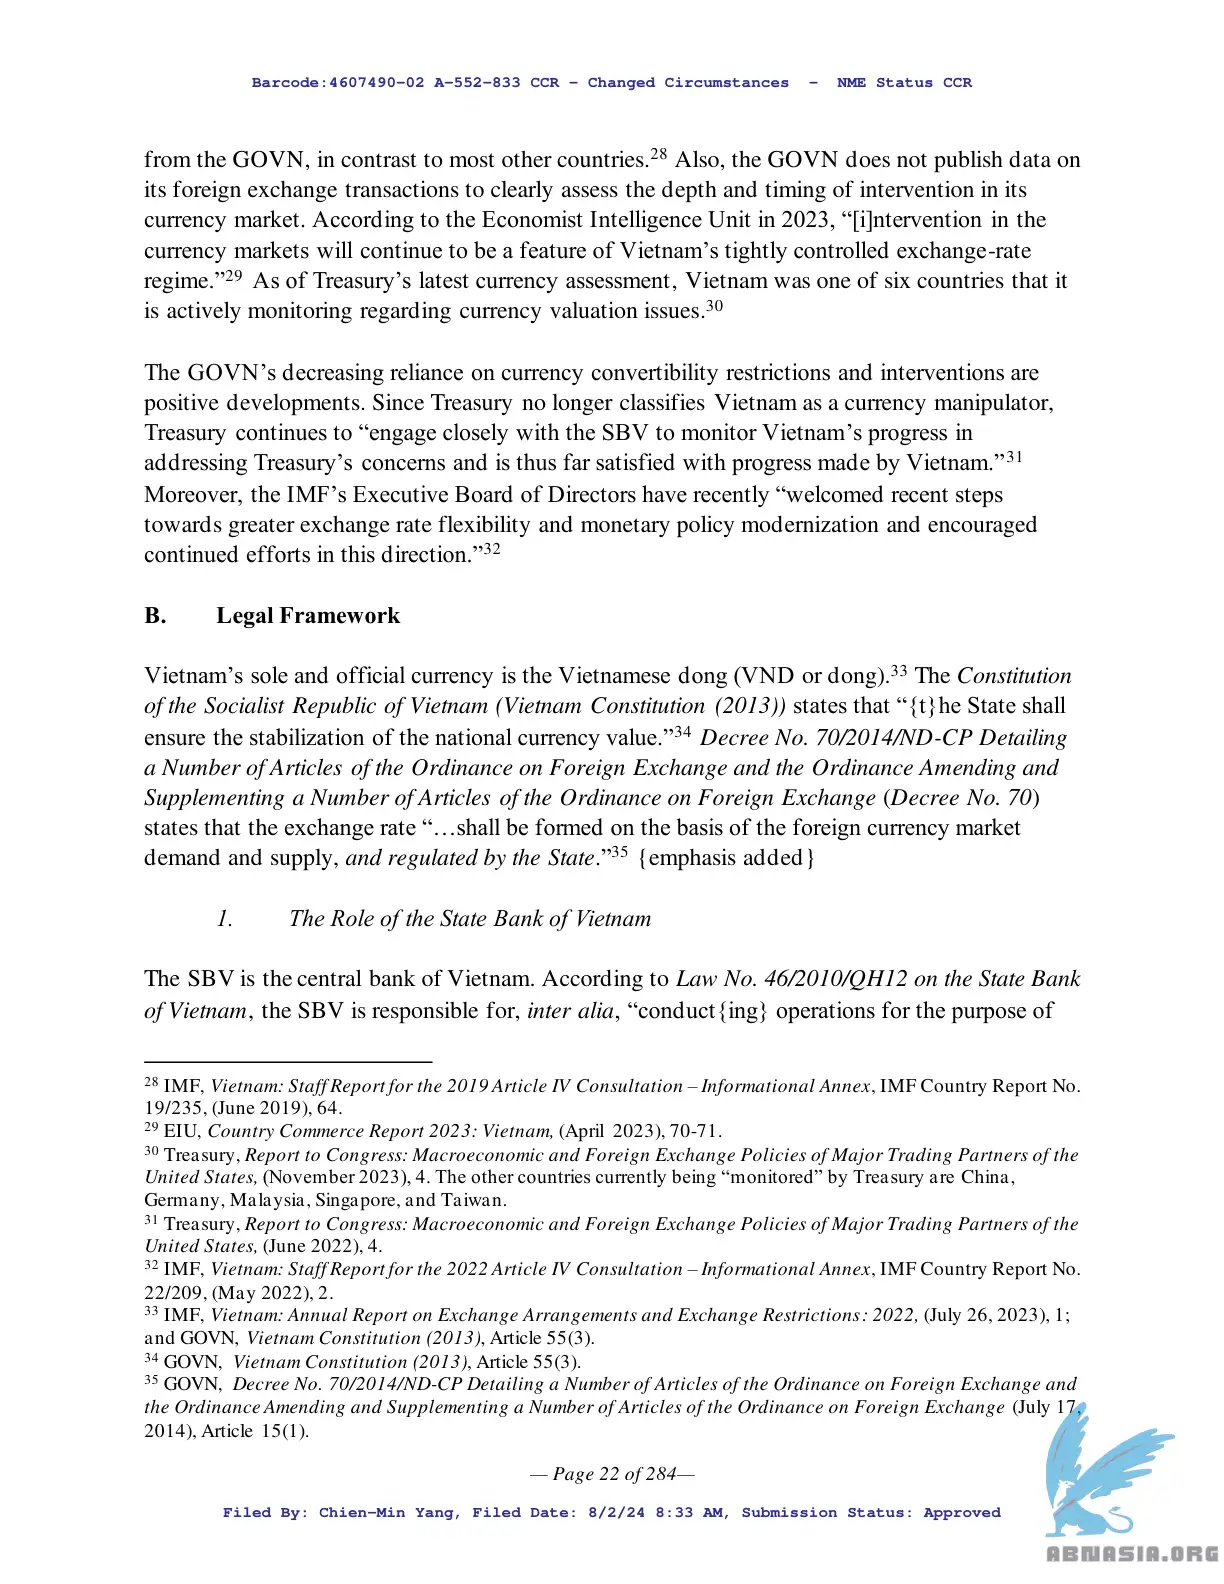 Barcode:4607490-02 A-552-833 CCR - Changed Circumstances - NME Status CCR
from the GOVN, in contrast to most other countries.28 Also, the GOVN does not publish data on
its foreign exchange transactions to clearly assess the depth and timing of intervention in its
currency market. According to the Economist Intelligence Unit in 2023, “[i]ntervention in the
currency markets will continue to be a feature of Vietnam’s tightly controlled exchange-rate
regime.”29 As of Treasury’s latest currency assessment, Vietnam was one of six countries that it
is actively monitoring regarding currency valuation issues.30
The GOVN’s decreasing reliance on currency convertibility restrictions and interventions are
positive developments. Since Treasury no longer classifies Vietnam as a currency manipulator,
Treasury continues to “engage closely with the SBV to monitor Vietnam’s progress in
addressing Treasury’s concerns and is thus far satisfied with progress made by Vietnam.”31
Moreover, the IMF’s Executive Board of Directors have recently “welcomed recent steps
towards greater exchange rate flexibility and monetary policy modernization and encouraged
continued efforts in this direction.”32
B. Legal Framework
Vietnam’s sole and official currency is the Vietnamese dong (VND or dong).33 The Constitution
of the Socialist Republic of Vietnam (Vietnam Constitution (2013)) states that “{t}he State shall
ensure the stabilization of the national currency value.”34 Decree No. 70/2014/ND-CP Detailing
a Number of Articles of the Ordinance on Foreign Exchange and the Ordinance Amending and
Supplementing a Number of Articles of the Ordinance on Foreign Exchange (Decree No. 70)
states that the exchange rate “…shall be formed on the basis of the foreign currency market
demand and supply, and regulated by the State.”35 {emphasis added}
1. The Role of the State Bank of Vietnam
The SBV is the central bank of Vietnam. According to Law No. 46/2010/QH12 on the State Bank
of Vietnam, the SBV is responsible for, inter alia, “conduct{ing} operations for the purpose of
28 IMF, Vietnam: Staff Report for the 2019 Article IV Consultation – Informational Annex, IMF Country Report No.
19/235, (June 2019), 64.
29 EIU, Country Commerce Report 2023: Vietnam, (April 2023), 70-71.
30 Treasury, Report to Congress: Macroeconomic and Foreign Exchange Policies of Major Trading Partners of the
United States, (November 2023), 4. The other countries currently being “monitored” by Treasury are China,
Germany, Malaysia, Singapore, and Taiwan.
31 Treasury, Report to Congress: Macroeconomic and Foreign Exchange Policies of Major Trading Partners of the
United States, (June 2022), 4.
32 IMF, Vietnam: Staff Report for the 2022 Article IV Consultation – Informational Annex, IMF Country Report No.
22/209, (May 2022), 2.
33 IMF, Vietnam: Annual Report on Exchange Arrangements and Exchange Restrictions: 2022, (July 26, 2023), 1;
and GOVN, Vietnam Constitution (2013), Article 55(3).
34 GOVN, Vietnam Constitution (2013), Article 55(3).
35 GOVN, Decree No. 70/2014/ND-CP Detailing a Number of Articles of the Ordinance on Foreign Exchange and
the Ordinance Amending and Supplementing a Number of Articles of the Ordinance on Foreign Exchange (July 17,
2014), Article 15(1).
— Page 22 of 284—
Filed By: Chien-Min Yang, Filed Date: 8/2/24 8:33 AM, Submission Status: Approved
ABNASIA.ORG